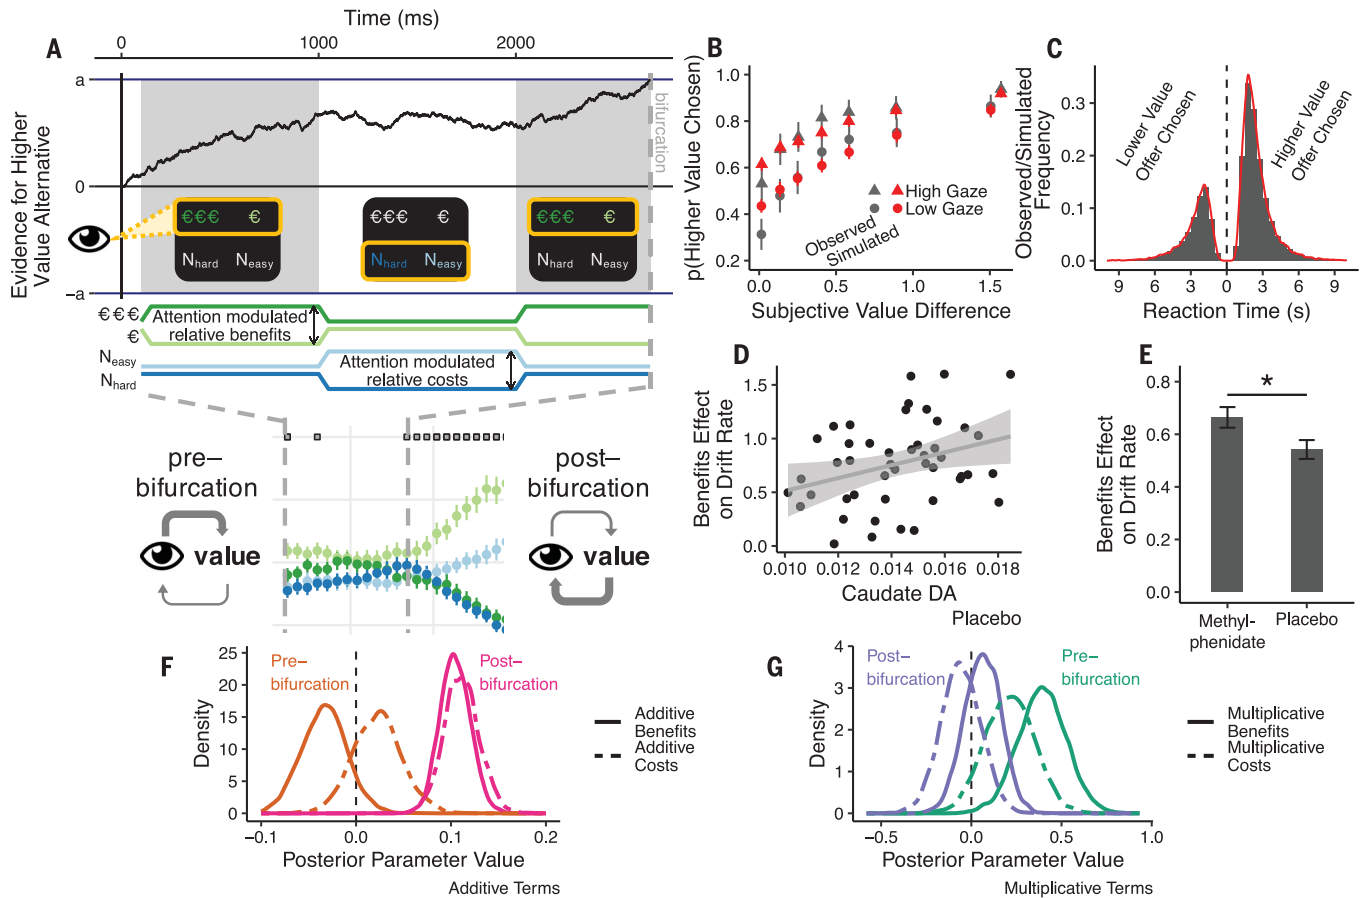 Time (ms)
A
0
1000
2000
a
0
−a
Evidence for Higher
Value Alternative
bifurcation
€€€ €
N hard N easy
€€€ €
N hard N easy
€€€ €
N hard N easy
€€€
€
Attention modulated
relative benefits
N easy
N hard
Attention modulated
relative costs
pre–
bifurcation
value
post–
bifurcation
value
B
p(Higher Value Chosen)
1.0
0.8
0.6
0.4
0.2
High Gaze
Low Gaze
Observed
Simulated
0.0
0.5
1.0
1.5
Subjective Value Difference
C
Observed/Simulated
Frequency
0.3
0.2
0.1
0.0
Lower Value
Offer Chosen
Higher Value
Offer Chosen
9 6 3 0 3 6 9
Reaction Time (s)
D
Benefits Effect
on Drift Rate
1.5
1.0
0.5
0.0
0.010 0.012 0.014 0.016 0.018
Caudate DA
Placebo
E
Benefits Effect
on Drift Rate
0.8
0.6
0.4
0.2
0.0
*
Methyl-
phenidate
Placebo
F
Density
25
20
15
10
5
0
Pre–
bifurcation
Post–
bifurcation
−0.1 0.0 0.1 0.2
Posterior Parameter Value
Additive Terms
Additive
Benefits
Additive
Costs
G
Density
4
3
2
1
0
Post–
bifurcation
Pre–
bifurcation
−0.5 0.0 0.5 1.0
Posterior Parameter Value
Multiplicative Terms
Multiplicative
Benefits
Multiplicative
Costs